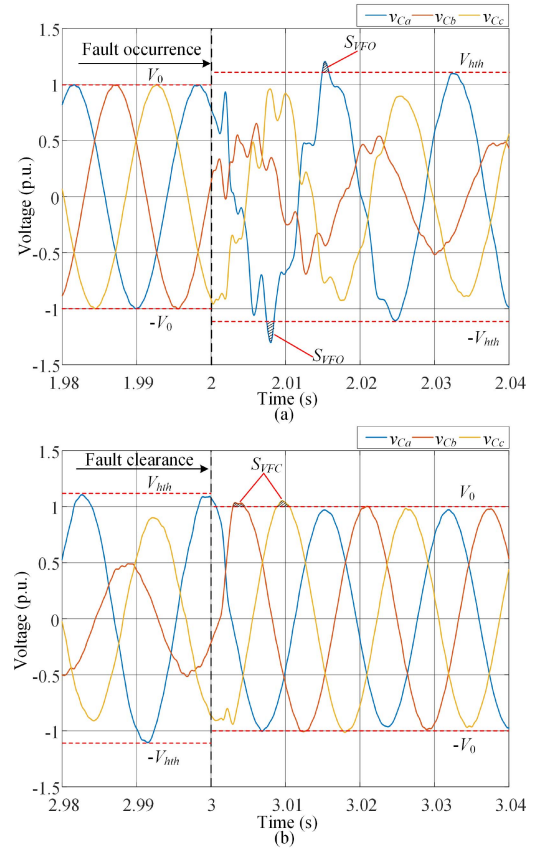 v_Ca v_Cb v_Cc
Fault occurrence
S_VFO
V_0
V_hth
1.5
1
0.5
0
-0.5
-1
-1.5
Voltage (p.u.)
-V_0
-V_hth
S_VFO
1.98 1.99 2 2.01 2.02 2.03 2.04
Time (s)
(a)
v_Ca v_Cb v_Cc
Fault clearance
S_VFC
V_hth
V_0
1.5
1
0.5
0
-0.5
-1
-1.5
Voltage (p.u.)
-V_hth
-V_0
2.98 2.99 3 3.01 3.02 3.03 3.04
Time (s)
(b)